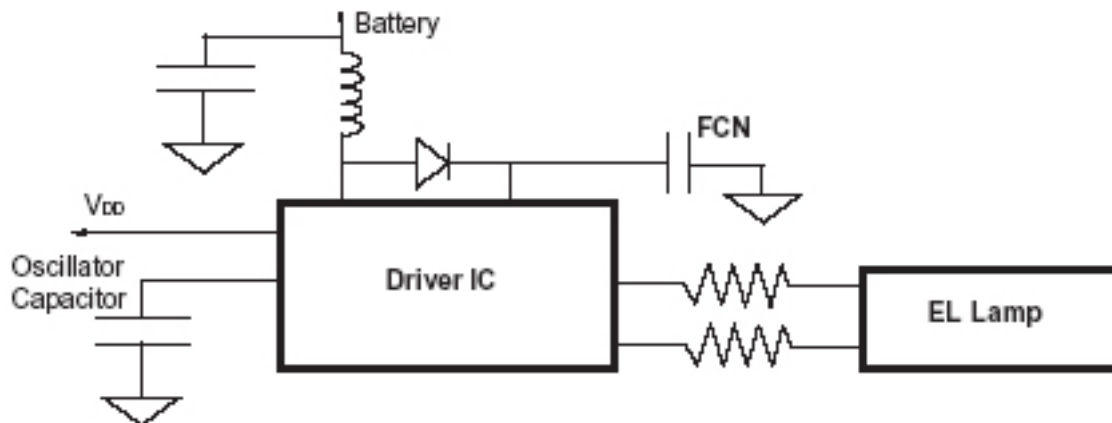 Battery
FCN
VDD
Oscillator
Capacitor
Driver IC
EL Lamp